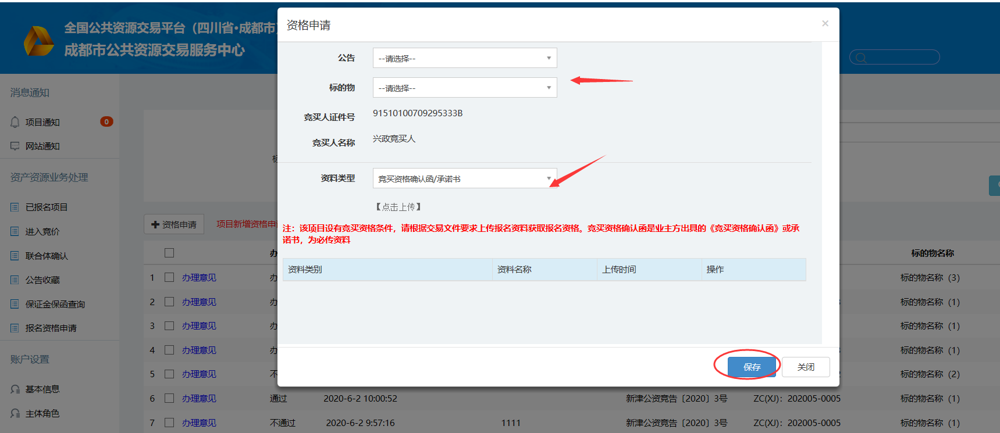 全国公共资源交易平台（四川省·成都市）
成都市公共资源交易服务中心
消息通知
项目通知
0
网站通知
资产资源业务处理
已报名项目
进入竞价
联合体确认
公告收藏
保证金保函查询
报名资格申请
账户设置
基本信息
主体角色
资格申请
×
公告
--请选择--
标的物
--请选择--
竞买人证件号
91510100709295333B
竞买人名称
兴政竞买人
资料类型
竞买资格确认函/承诺书
【点击上传】
注：该项目设有竞买资格条件，请根据交易文件要求上传报名资料获取报名资格。竞买资格确认函是业主方出具的《竞买资格确认函》或承
诺书，为必传资料
资料类别 资料名称 上传时间 操作
保存 关闭
资格申请 项目新增资格申
办 标的物名称
1 办理意见 办 标的物名称（3）
2 办理意见 办 标的物名称（1）
3 办理意见 办 标的物名称（1）
4 办理意见 办 标的物名称（1）
5 办理意见 不 标的物名称（2）
6 办理意见 通过 2020-6-2 10:00:52 新津公资竞告〔2020〕3号 ZC(XJ)：202005-0005 标的物名称（1）
7 办理意见 不通过 2020-6-2 9:57:16 1111 新津公资竞告〔2020〕3号 ZC(XJ)：202005-0005 标的物名称（1）